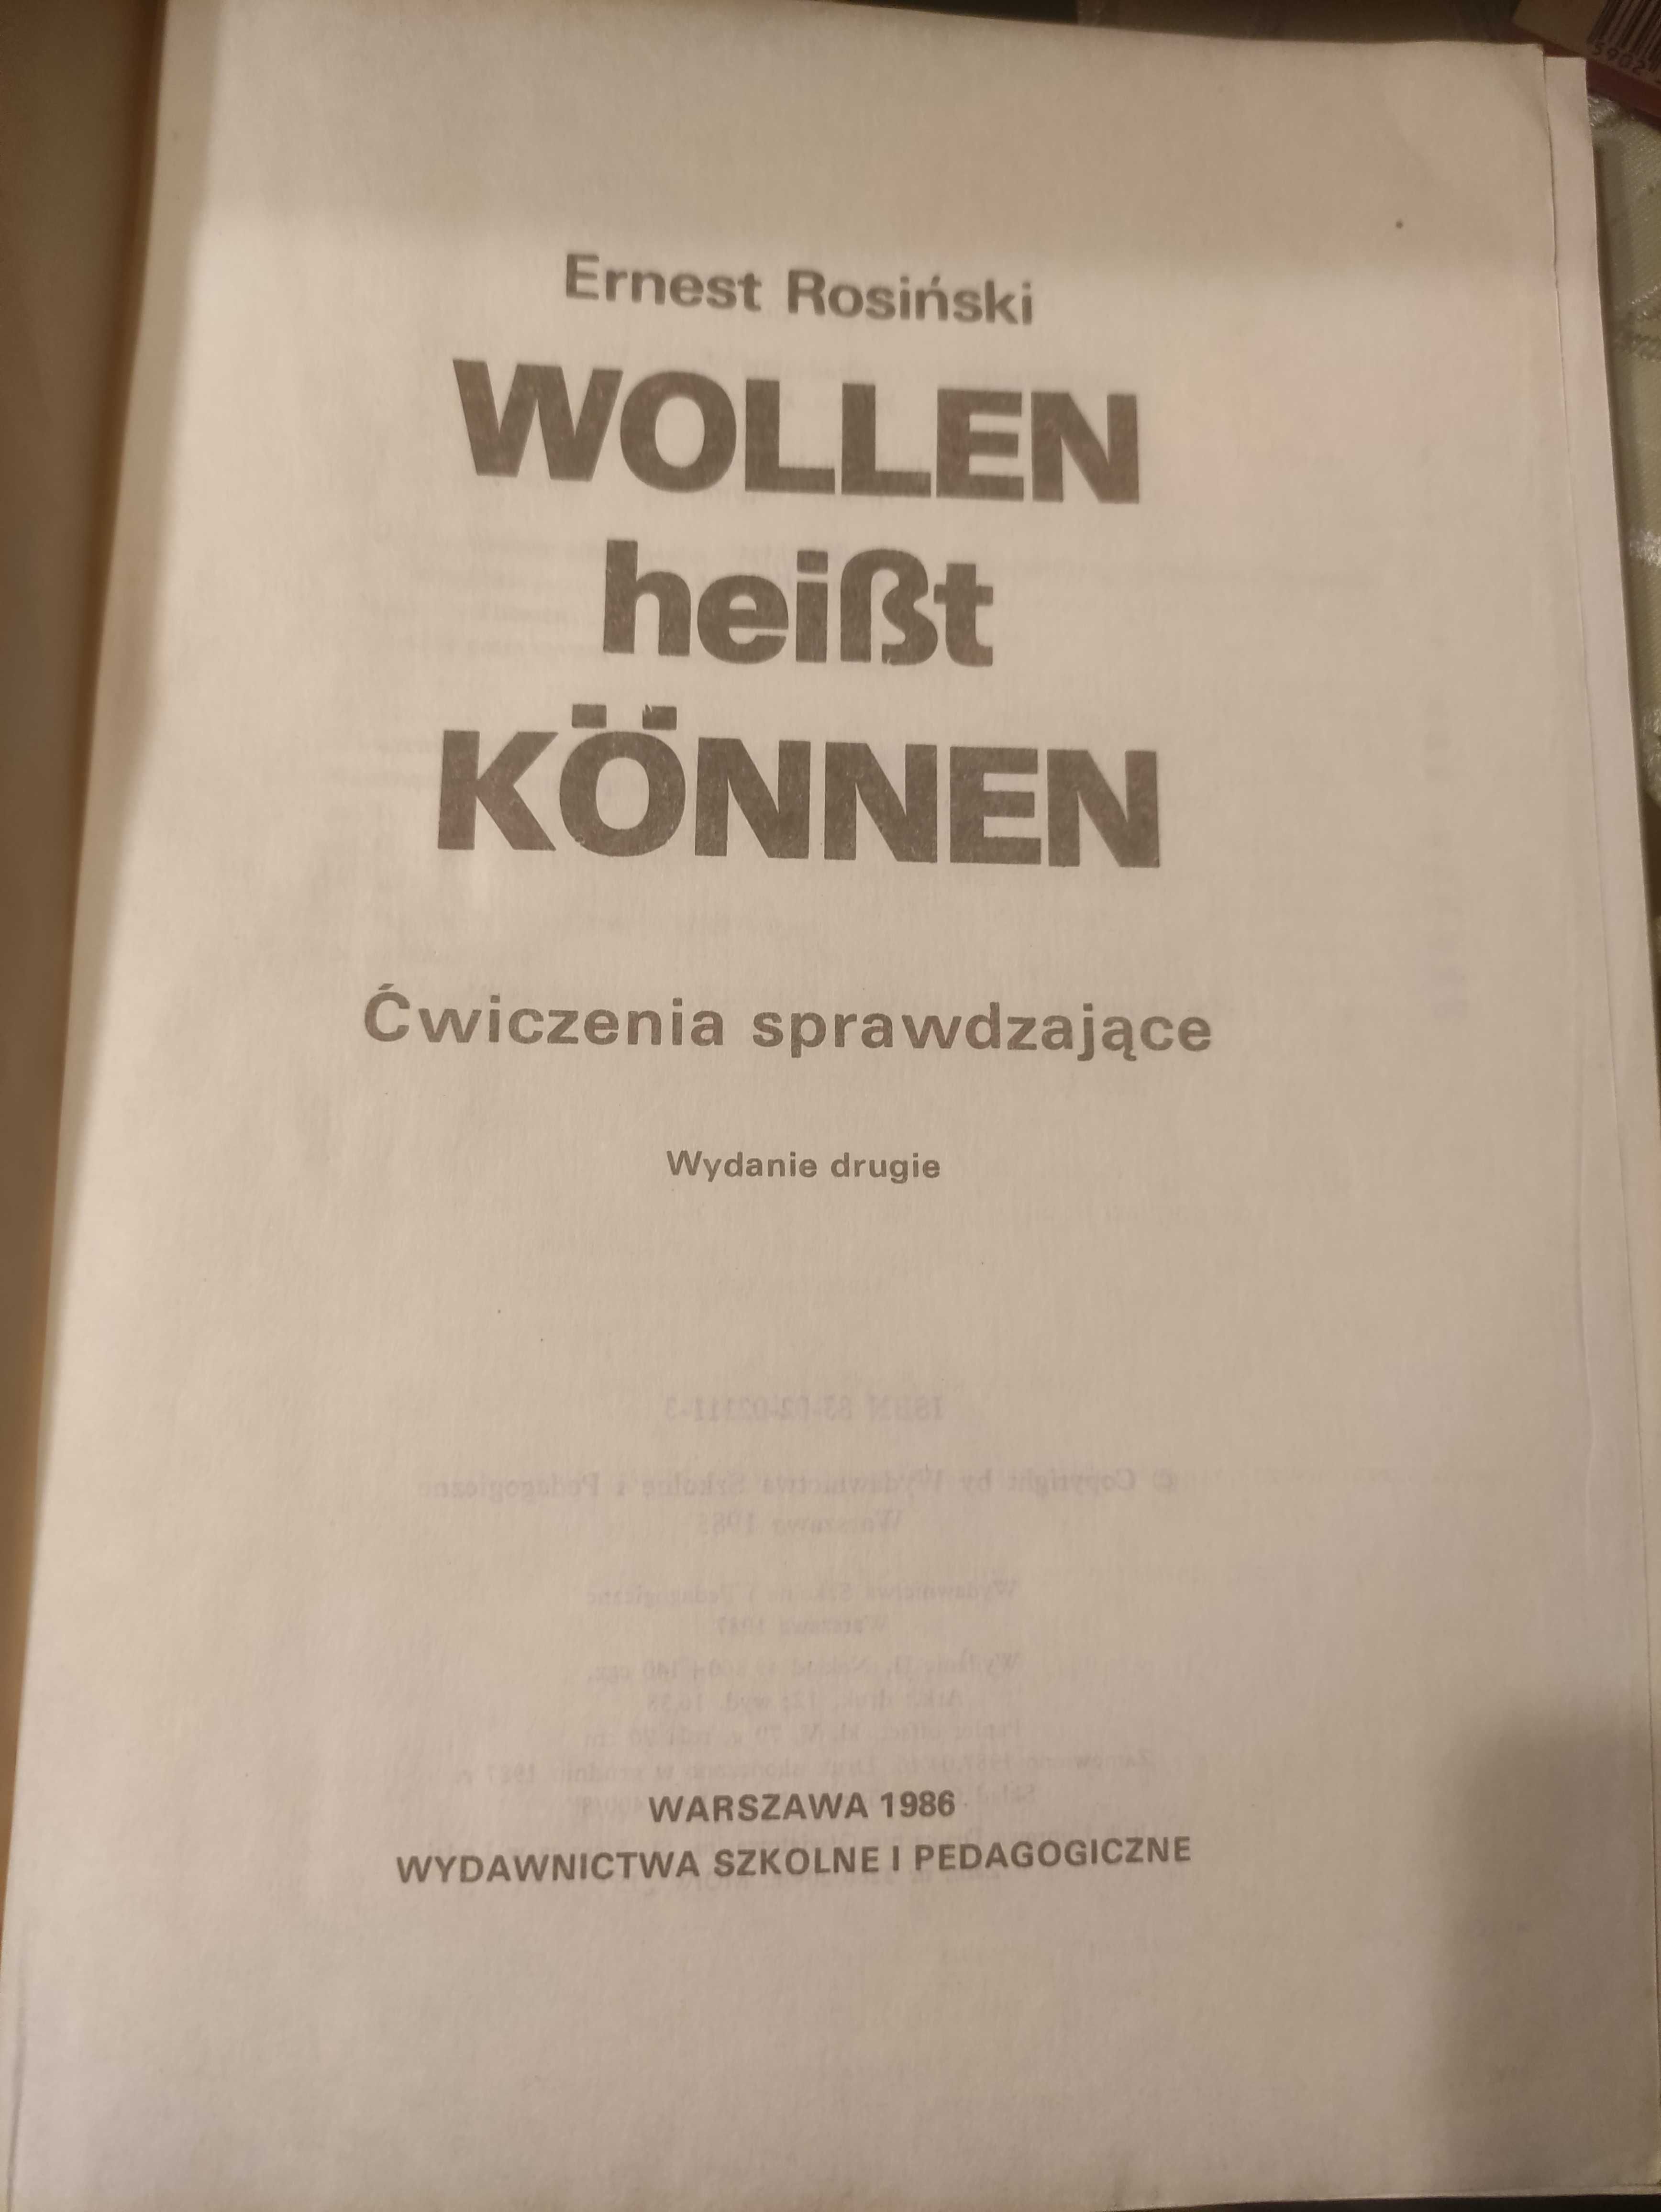 Ernest Rosiński
WOLLEN
heißt
KÖNNEN
Ćwiczenia sprawdzające
Wydanie drugie
WARSZAWA 1986
WYDAWNICTWA SZKOLNE I PEDAGOGICZNE